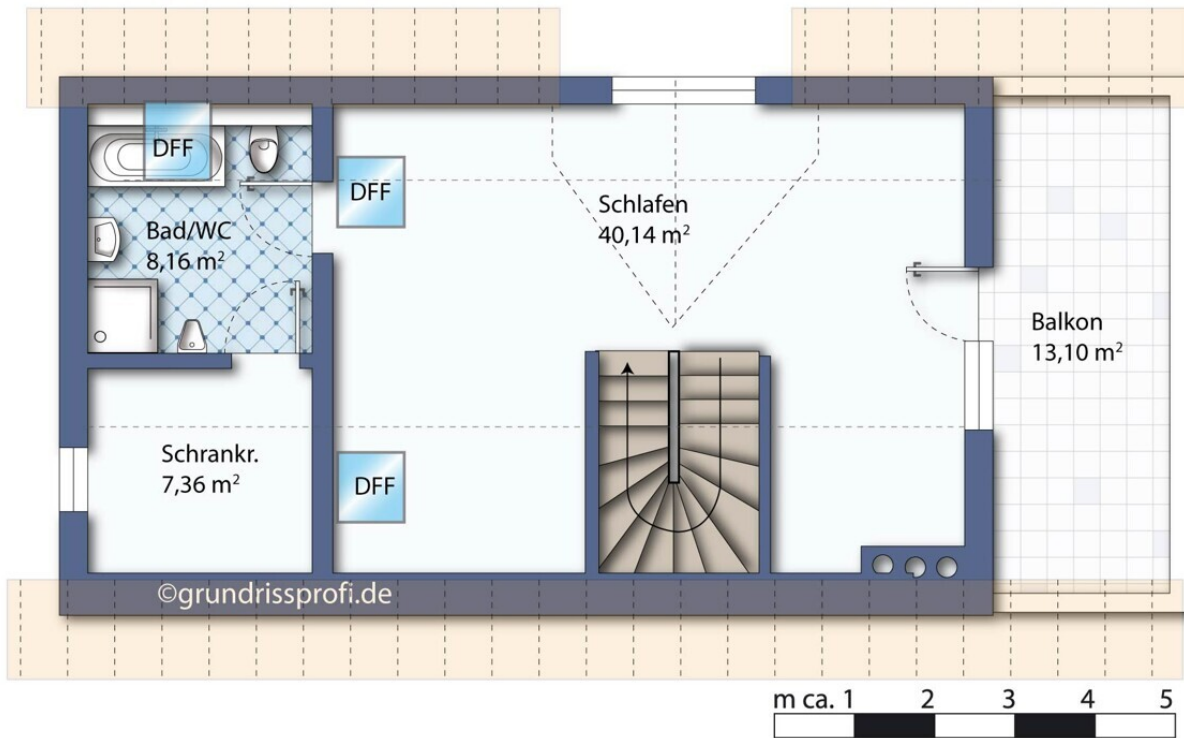 DFF
DFF
Bad/WC
8,16 m²
Schlafen
40,14 m²
Balkon
13,10 m²
Schrankr.
7,36 m²
DFF
©grundrissprofi.de
m ca. 1 2 3 4 5